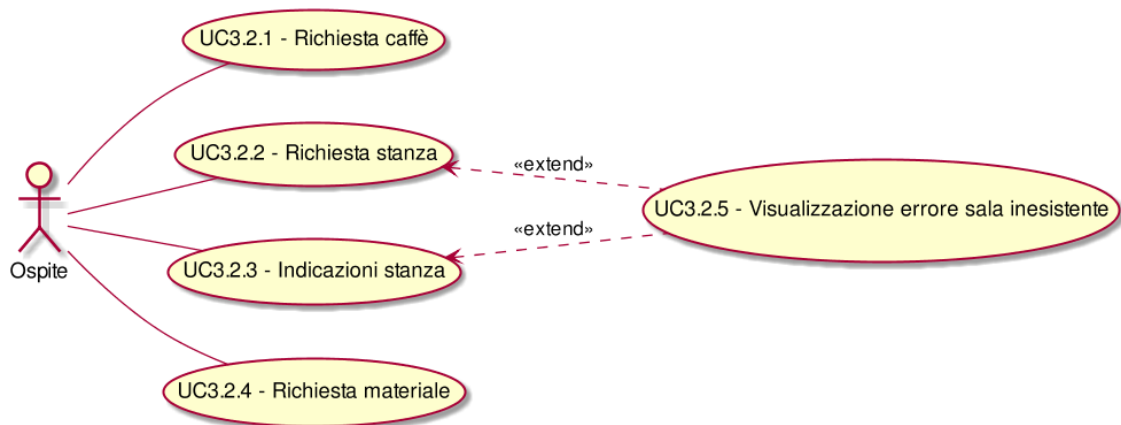 UC3.2.1 - Richiesta caffè
UC3.2.2 - Richiesta stanza
«extend»
UC3.2.5 - Visualizzazione errore sala inesistente
«extend»
UC3.2.3 - Indicazioni stanza
Ospite
UC3.2.4 - Richiesta materiale